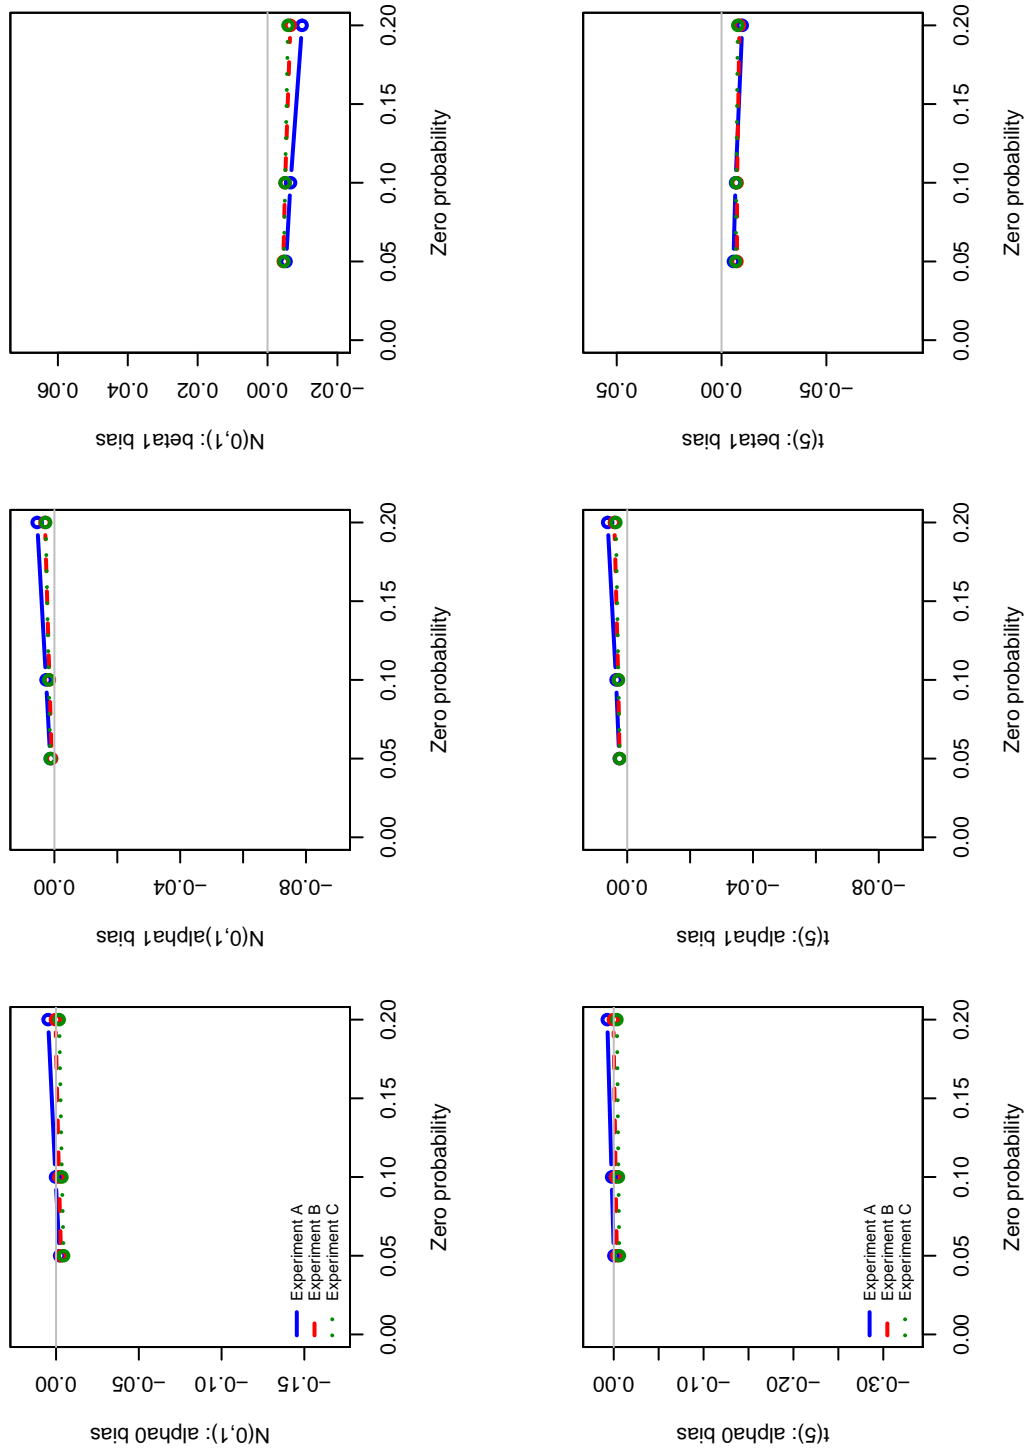 N(0,1): alpha0 bias
0.00
−0.05
−0.10
−0.15
Experiment A
Experiment B
Experiment C
0.00 0.05 0.10 0.15 0.20
Zero probability
N(0,1)alpha1 bias
0.00
−0.04
−0.08
0.00 0.05 0.10 0.15 0.20
Zero probability
N(0,1): beta1 bias
0.06
0.04
0.02
0.00
−0.02
0.00 0.05 0.10 0.15 0.20
Zero probability
t(5): alpha0 bias
0.00
−0.10
−0.20
−0.30
Experiment A
Experiment B
Experiment C
0.00 0.05 0.10 0.15 0.20
Zero probability
t(5): alpha1 bias
0.00
−0.04
−0.08
0.00 0.05 0.10 0.15 0.20
Zero probability
t(5): beta1 bias
0.05
0.00
−0.05
0.00 0.05 0.10 0.15 0.20
Zero probability